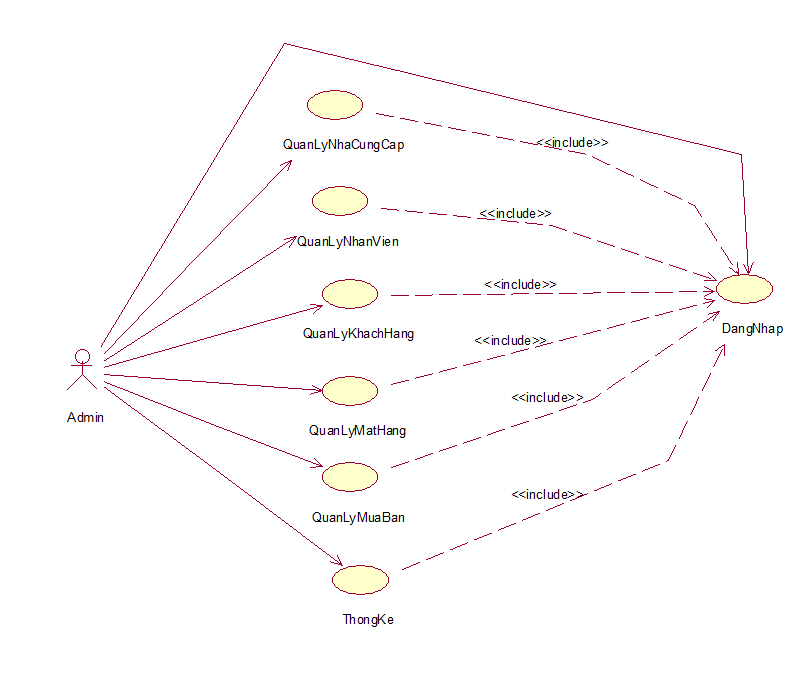 QuanLyNhaCungCap
<<include>>
QuanLyNhanVien
<<include>>
QuanLyKhachHang
<<include>>
DangNhap
<<include>>
Admin
QuanLyMatHang
<<include>>
QuanLyMuaBan
<<include>>
ThongKe